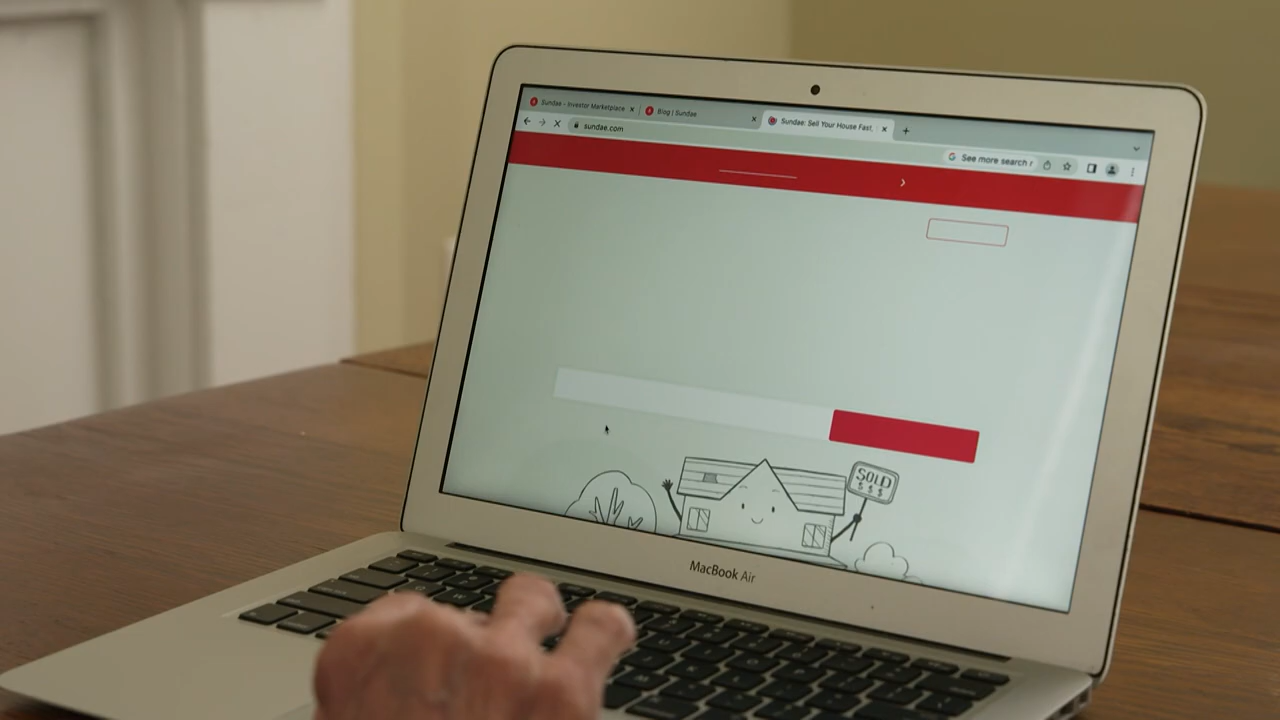 Sundae - Investor Marketplace
Blog | Sundae
Sundae: Sell Your House Fast,
sundae.com
See more search r
SOLD
$ $ $
MacBook Air